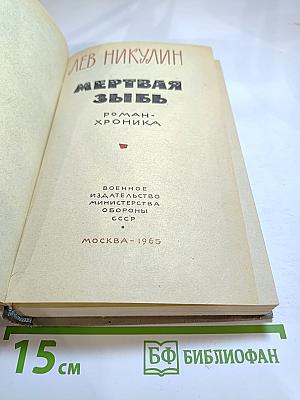 ЛЕВ НИКУЛИН
МЕРТВАЯ
ЗЫБЬ
РОМАН-
ХРОНИКА
ВОЕННОЕ
ИЗДАТЕЛЬСТВО
МИНИСТЕРСТВА
ОБОРОНЫ
СССР
МОСКВА–1965
15 см
БФ БИБЛИОФАН